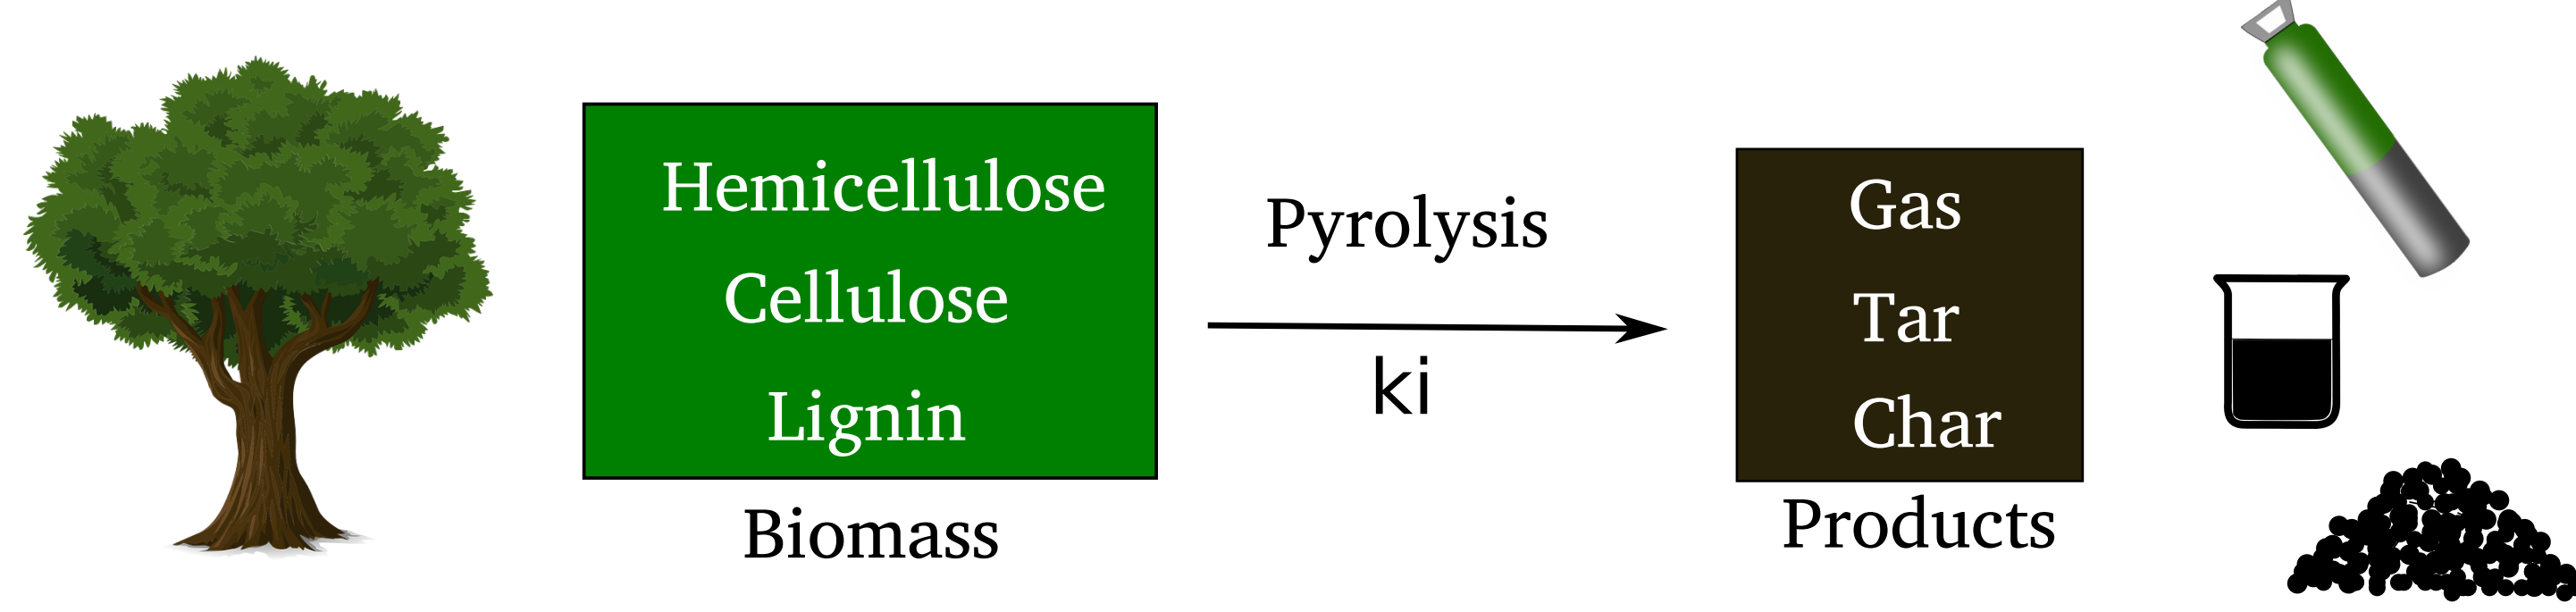 Hemicellulose
Cellulose
Lignin
Biomass
Pyrolysis
ki
Gas
Tar
Char
Products